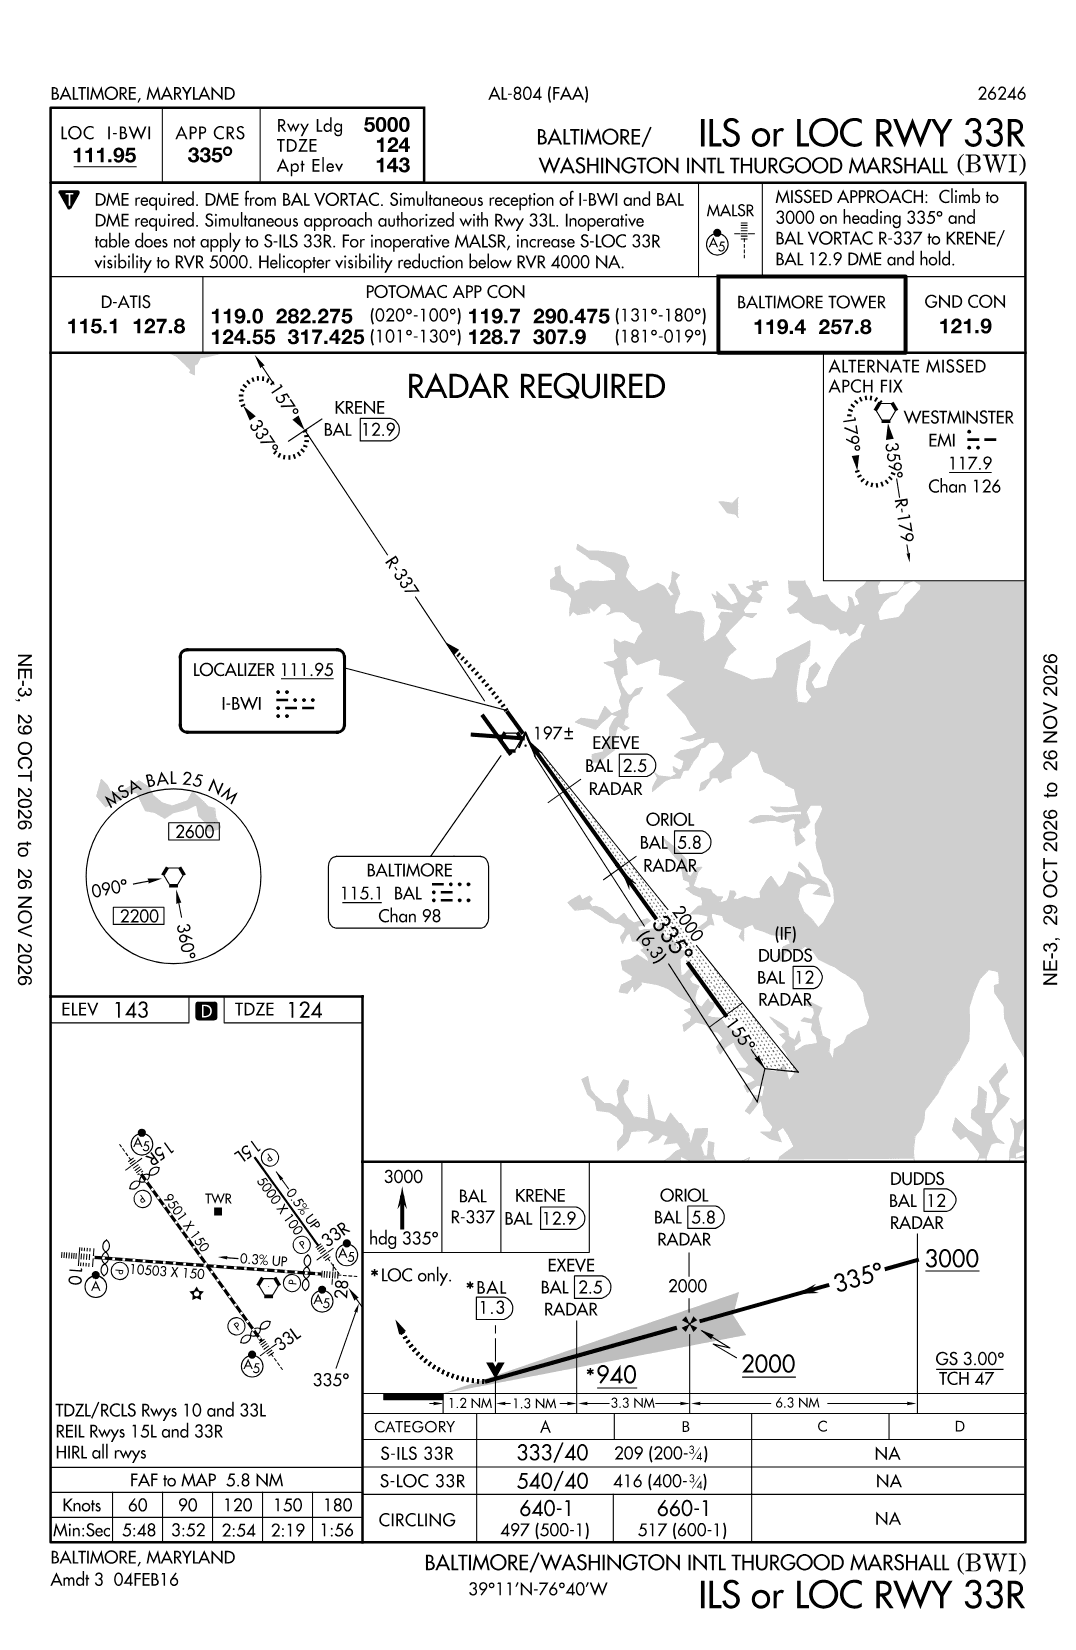 BALTIMORE, MARYLAND
AL-804 (FAA)
26246
LOC I-BWI
111.95
APP CRS
335°
Rwy Ldg 5000
TDZE 124
Apt Elev 143
BALTIMORE/
WASHINGTON INTL THURGOOD MARSHALL (BWI)
ILS or LOC RWY 33R
T
DME required. DME from BAL VORTAC. Simultaneous reception of I-BWI and BAL
DME required. Simultaneous approach authorized with Rwy 33L. Inoperative
table does not apply to S-ILS 33R. For inoperative MALSR, increase S-LOC 33R
visibility to RVR 5000. Helicopter visibility reduction below RVR 4000 NA.
MALSR
A5
MISSED APPROACH: Climb to
3000 on heading 335° and
BAL VORTAC R-337 to KRENE/
BAL 12.9 DME and hold.
D-ATIS
115.1 127.8
POTOMAC APP CON
119.0 282.275 (020°-100°) 119.7 290.475 (131°-180°)
124.55 317.425 (101°-130°) 128.7 307.9 (181°-019°)
BALTIMORE TOWER
119.4 257.8
GND CON
121.9
RADAR REQUIRED
ALTERNATE MISSED
APCH FIX
WESTMINSTER
EMI
117.9
Chan 126
179°
359°
R-179
157°
337°
KRENE
BAL 12.9
R-337
LOCALIZER 111.95
I-BWI
197±
EXEVE
BAL 2.5
RADAR
ORIOL
BAL 5.8
RADAR
MSA BAL 25 NM
2600
090°
2200
360°
BALTIMORE
115.1 BAL
Chan 98
2000
335°
(6.3)
(IF)
DUDDS
BAL 12
RADAR
155°
NE-3, 29 OCT 2026 to 26 NOV 2026
NE-3, 29 OCT 2026 to 26 NOV 2026
ELEV 143
D
TDZE 124
A5
15R
P
15L
P
TWR
9501 X 150
5000 X 100
0.5% UP
P
33R
A5
0.3% UP
10
A
P
10503 X 150
P
28
A5
P
33L
A5
335°
TDZL/RCLS Rwys 10 and 33L
REIL Rwys 15L and 33R
HIRL all rwys
FAF to MAP 5.8 NM
Knots 60 90 120 150 180
Min:Sec 5:48 3:52 2:54 2:19 1:56
3000
hdg 335°
BAL
R-337
KRENE
BAL 12.9
ORIOL
BAL 5.8
RADAR
DUDDS
BAL 12
RADAR
*LOC only.
*BAL
1.3
EXEVE
BAL 2.5
RADAR
2000
335°
3000
*940
2000
GS 3.00°
TCH 47
1.2 NM 1.3 NM 3.3 NM 6.3 NM
CATEGORY A B C D
S-ILS 33R 333/40 209 (200-¾) NA
S-LOC 33R 540/40 416 (400-¾) NA
CIRCLING
640-1
497 (500-1)
660-1
517 (600-1)
NA
BALTIMORE, MARYLAND
Amdt 3 04FEB16
39°11'N-76°40'W
BALTIMORE/WASHINGTON INTL THURGOOD MARSHALL (BWI)
ILS or LOC RWY 33R